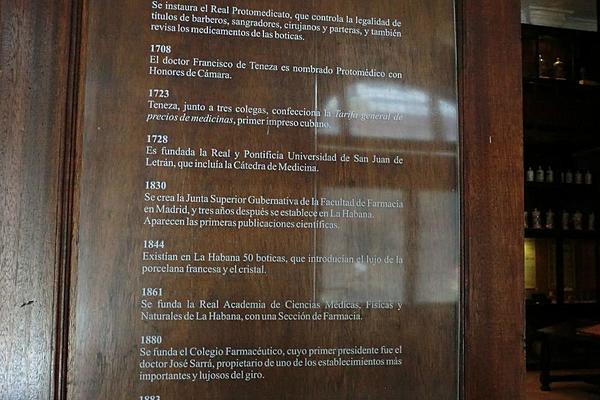 Se instaura el Real Protomedicato, que controla la legalidad de
títulos de barberos, sangradores, cirujanos y parteras, y también
revisa los medicamentos de las boticas.
1708
El doctor Francisco de Teneza es nombrado Protomédico con
Honores de Cámara.
1723
Teneza, junto a tres colegas, confecciona la Tarifa general de
precios de medicinas, primer impreso cubano.
1728
Es fundada la Real y Pontificia Universidad de San Juan de
Letrán, que incluía la Cátedra de Medicina.
1830
Se crea la Junta Superior Gubernativa de la Facultad de Farmacia
en Madrid, y tres años después se establece en La Habana.
Aparecen las primeras publicaciones científicas.
1844
Existían en La Habana 50 boticas, que introducían el lujo de la
porcelana francesa y el cristal.
1861
Se funda la Real Academia de Ciencias Médicas, Físicas y
Naturales de La Habana, con una Sección de Farmacia.
1880
Se funda el Colegio Farmacéutico, cuyo primer presidente fue el
doctor José Sarrá, propietario de uno de los establecimientos más
importantes y lujosos del giro.
1883